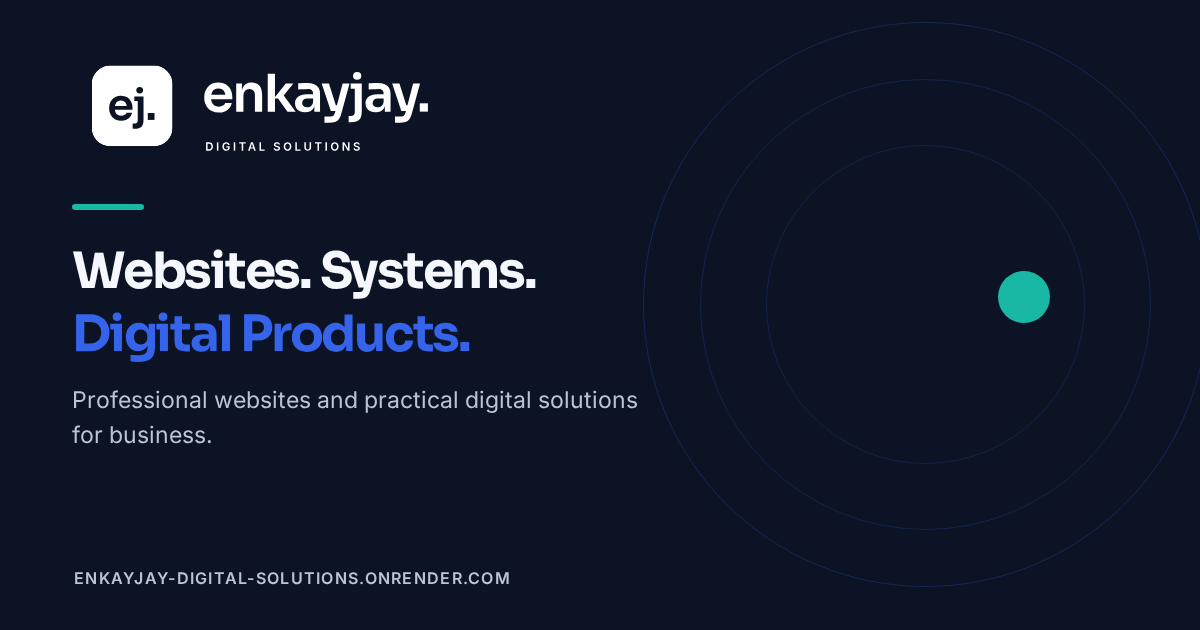 ej.
enkayjay.
DIGITAL SOLUTIONS
Websites. Systems.
Digital Products.
Professional websites and practical digital solutions
for business.
ENKAYJAY-DIGITAL-SOLUTIONS.ONRENDER.COM